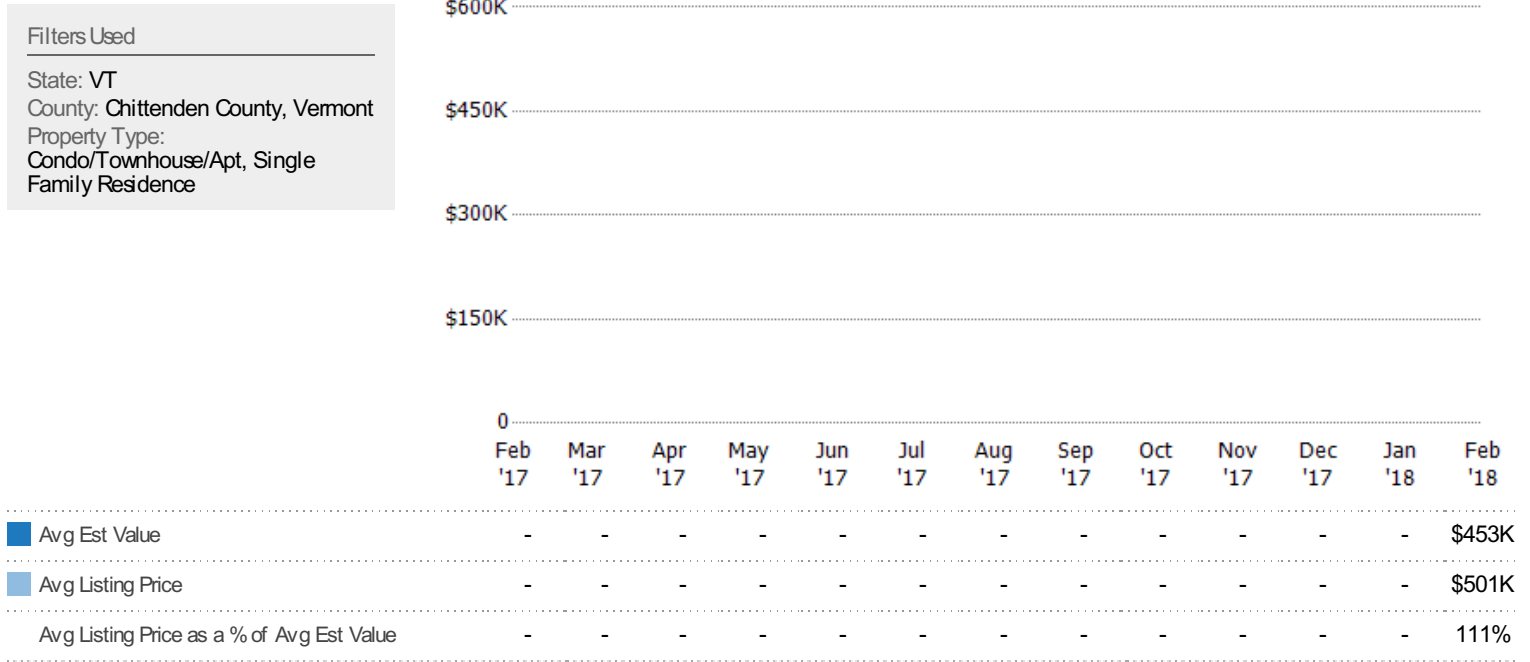 Filters Used
State: VT
County: Chittenden County, Vermont
Property Type:
Condo/Townhouse/Apt, Single
Family Residence
$600K
$450K
$300K
$150K
0
Feb Mar Apr May Jun Jul Aug Sep Oct Nov Dec Jan Feb
'17 '17 '17 '17 '17 '17 '17 '17 '17 '17 '17 '18 '18
Avg Est Value - - - - - - - - - - - - $453K
Avg Listing Price - - - - - - - - - - - - $501K
Avg Listing Price as a % of Avg Est Value - - - - - - - - - - - - 111%